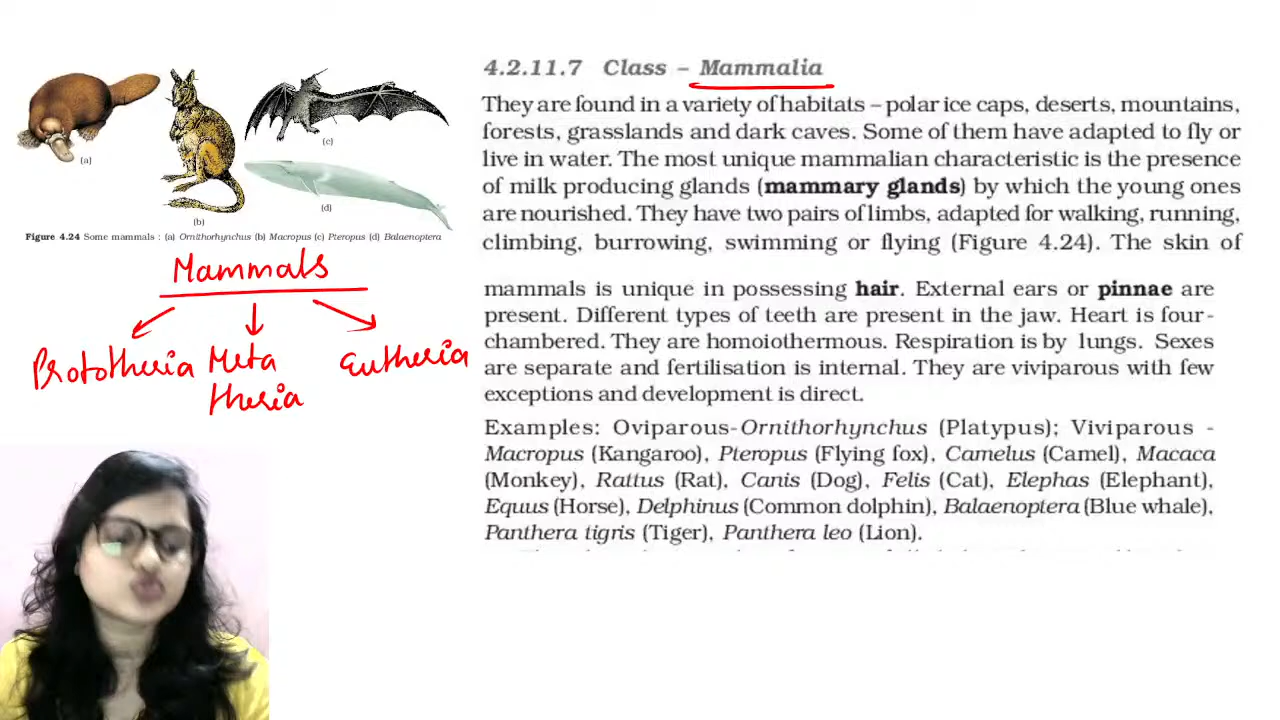 (a)
(b)
(c)
(d)
Figure 4.24 Some mammals : (a) Ornithorhynchus (b) Macropus (c) Pteropus (d) Balaenoptera
Mammals
Prototheria
Meta
theria
Eutheria
4.2.11.7 Class – Mammalia
They are found in a variety of habitats – polar ice caps, deserts, mountains,
forests, grasslands and dark caves. Some of them have adapted to fly or
live in water. The most unique mammalian characteristic is the presence
of milk producing glands (mammary glands) by which the young ones
are nourished. They have two pairs of limbs, adapted for walking, running,
climbing, burrowing, swimming or flying (Figure 4.24). The skin of
mammals is unique in possessing hair. External ears or pinnae are
present. Different types of teeth are present in the jaw. Heart is four-
chambered. They are homoiothermous. Respiration is by lungs. Sexes
are separate and fertilisation is internal. They are viviparous with few
exceptions and development is direct.
Examples: Oviparous-Ornithorhynchus (Platypus); Viviparous -
Macropus (Kangaroo), Pteropus (Flying fox), Camelus (Camel), Macaca
(Monkey), Rattus (Rat), Canis (Dog), Felis (Cat), Elephas (Elephant),
Equus (Horse), Delphinus (Common dolphin), Balaenoptera (Blue whale),
Panthera tigris (Tiger), Panthera leo (Lion).